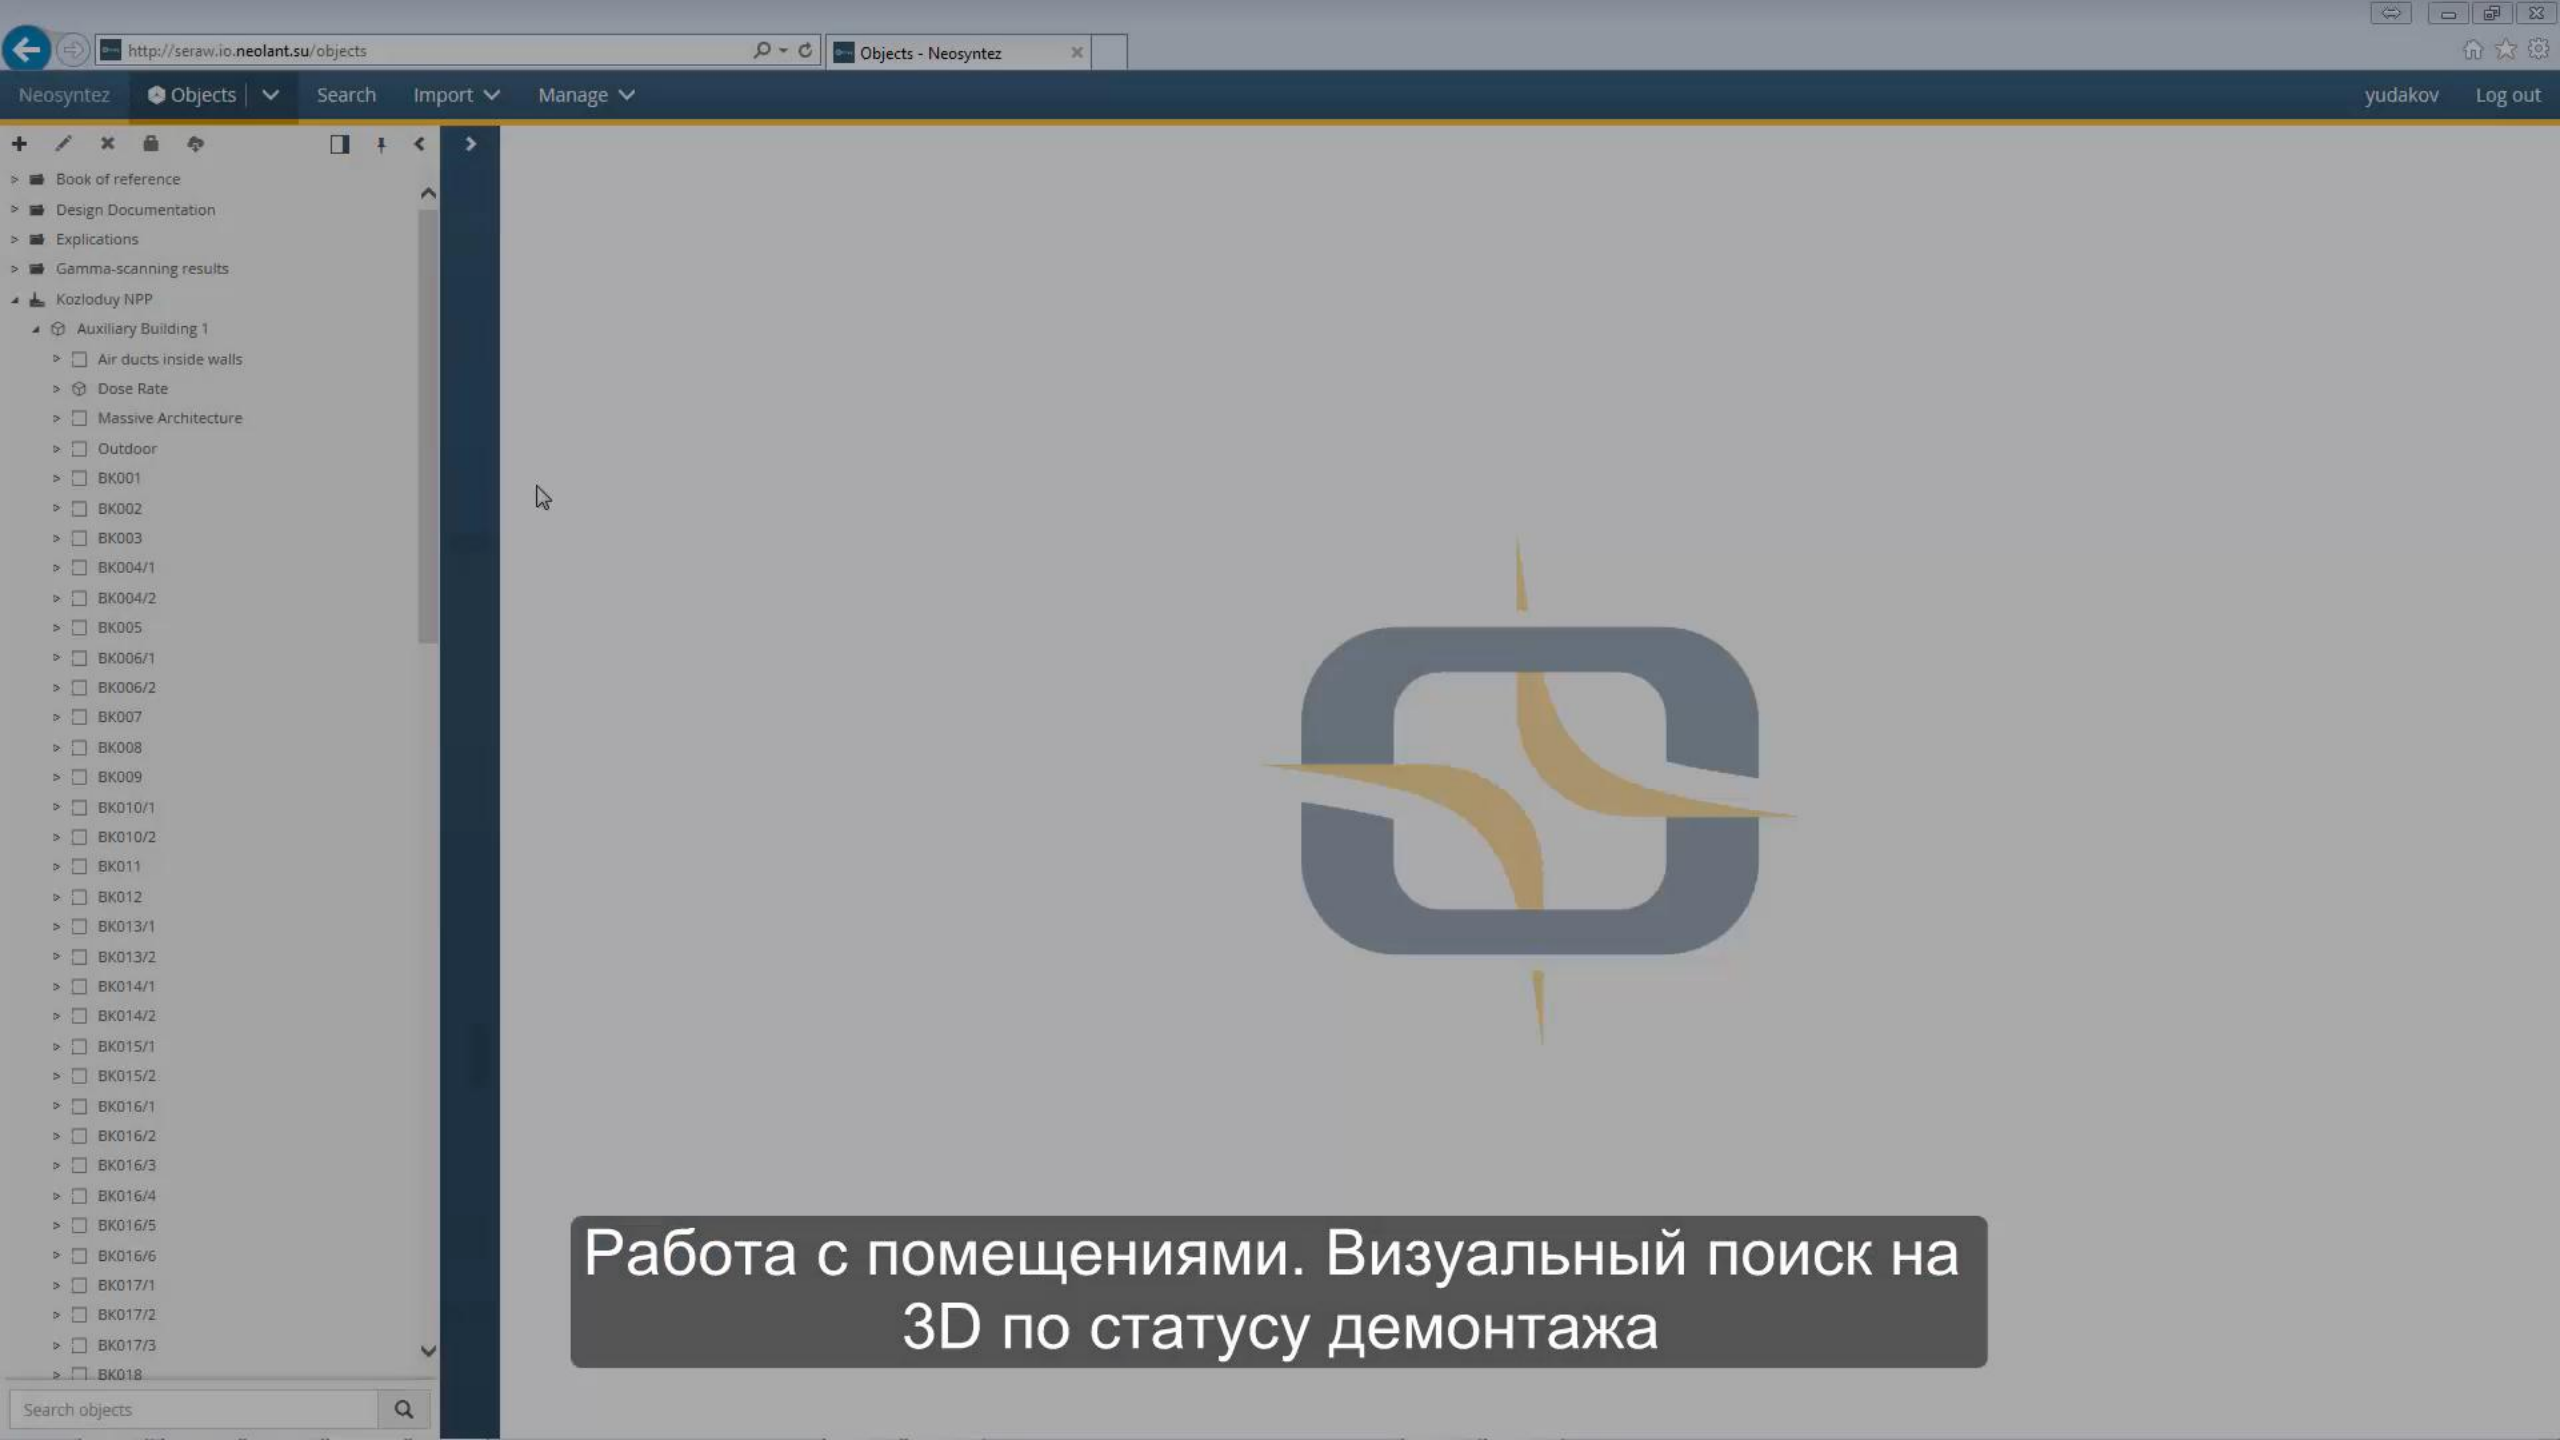 http://seraw.io.neolant.su/objects
Objects - Neosyntez
Neosyntez Objects Search Import Manage yudakov Log out
Book of reference
Design Documentation
Explications
Gamma-scanning results
Kozloduy NPP
Auxiliary Building 1
Air ducts inside walls
Dose Rate
Massive Architecture
Outdoor
BK001
BK002
BK003
BK004/1
BK004/2
BK005
BK006/1
BK006/2
BK007
BK008
BK009
BK010/1
BK010/2
BK011
BK012
BK013/1
BK013/2
BK014/1
BK014/2
BK015/1
BK015/2
BK016/1
BK016/2
BK016/3
BK016/4
BK016/5
BK016/6
BK017/1
BK017/2
BK017/3
BK018
Search objects
Работа с помещениями. Визуальный поиск на
3D по статусу демонтажа